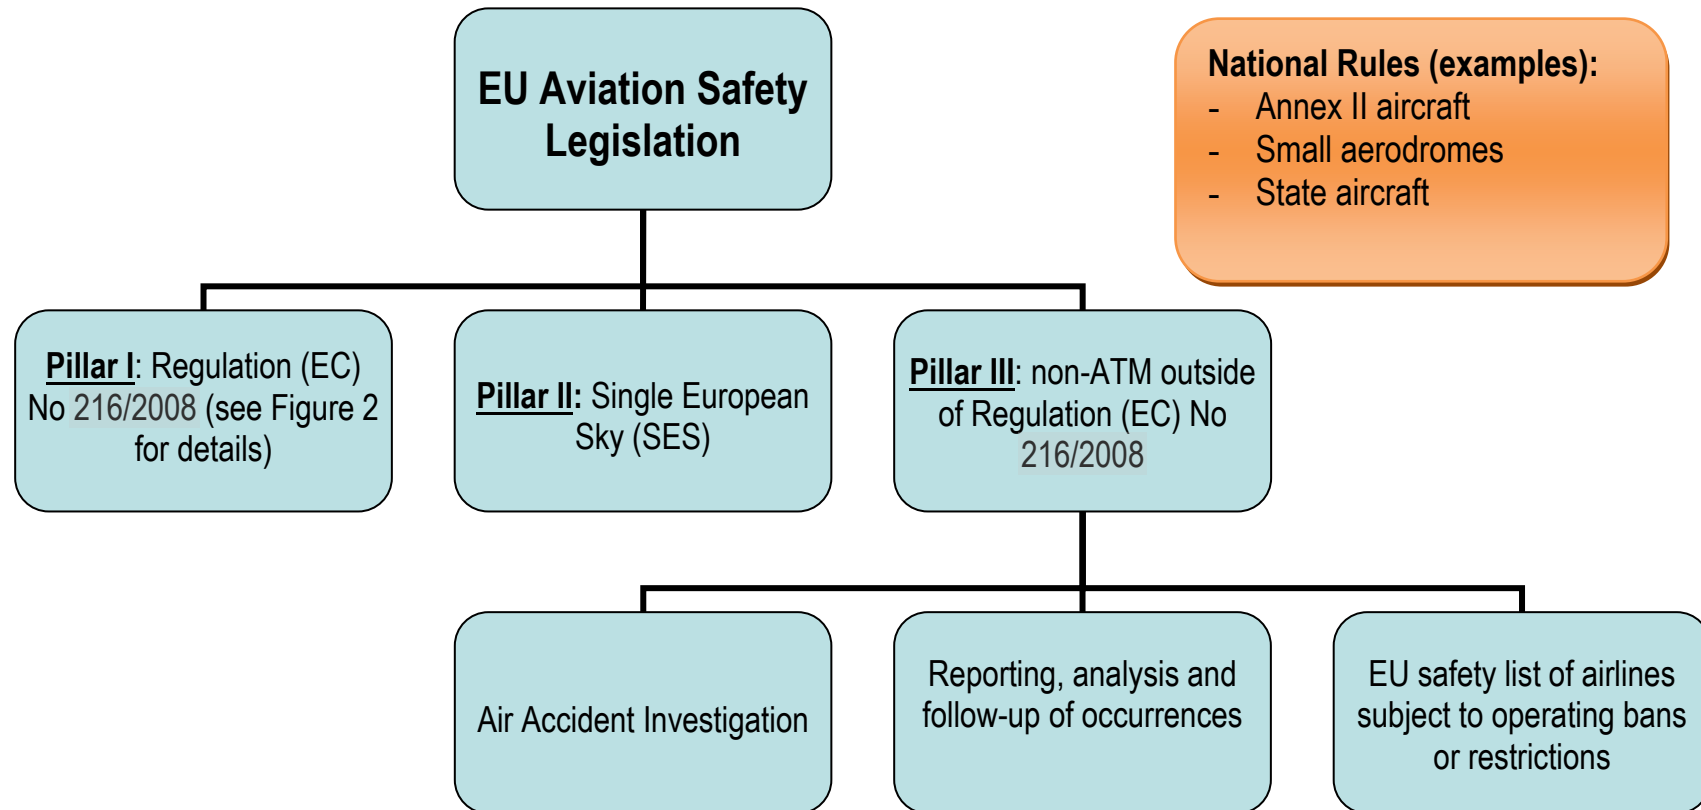 EU Aviation Safety
Legislation
National Rules (examples):
- Annex II aircraft
- Small aerodromes
- State aircraft
Pillar I: Regulation (EC)
No 216/2008 (see Figure 2
for details)
Pillar II: Single European
Sky (SES)
Pillar III: non-ATM outside
of Regulation (EC) No
216/2008
Air Accident Investigation
Reporting, analysis and
follow-up of occurrences
EU safety list of airlines
subject to operating bans
or restrictions